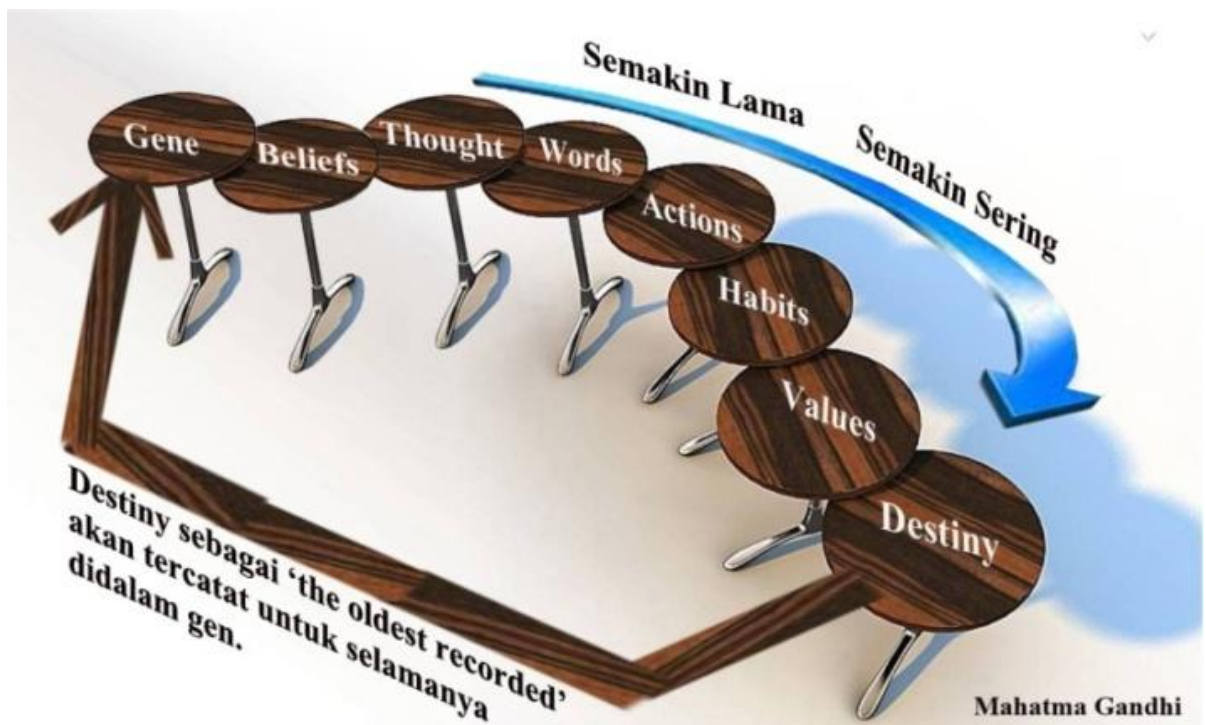 Semakin Lama
Semakin Sering
Gene
Beliefs
Thought
Words
Actions
Habits
Values
Destiny
Destiny sebagai ‘the oldest recorded’
akan tercatat untuk selamanya
didalam gen.
Mahatma Gandhi